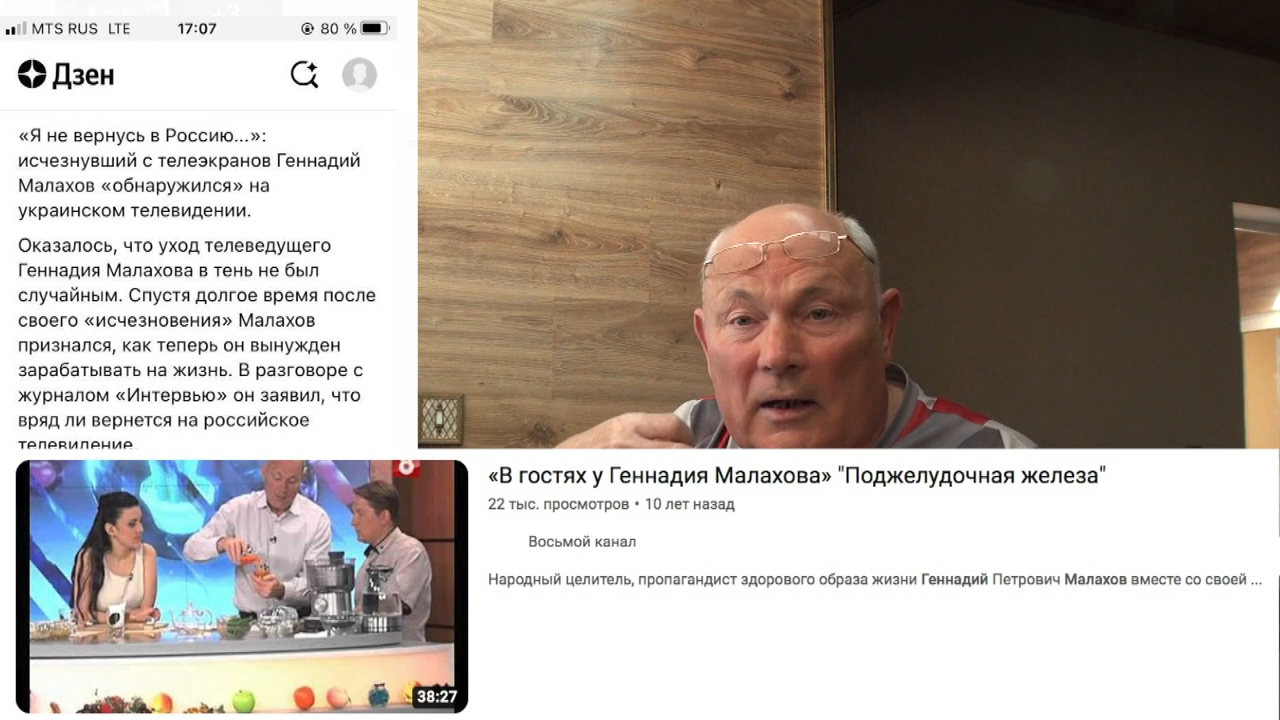 MTS RUS LTE 17:07 80 %
Дзен
«Я не вернусь в Россию...»:
исчезнувший с телеэкранов Геннадий
Малахов «обнаружился» на
украинском телевидении.
Оказалось, что уход телеведущего
Геннадия Малахова в тень не был
случайным. Спустя долгое время после
своего «исчезновения» Малахов
признался, как теперь он вынужден
зарабатывать на жизнь. В разговоре с
журналом «Интервью» он заявил, что
вряд ли вернется на российское
телевидение.
38:27
«В гостях у Геннадия Малахова» "Поджелудочная железа"
22 тыс. просмотров • 10 лет назад
Восьмой канал
Народный целитель, пропагандист здорового образа жизни Геннадий Петрович Малахов вместе со своей ...